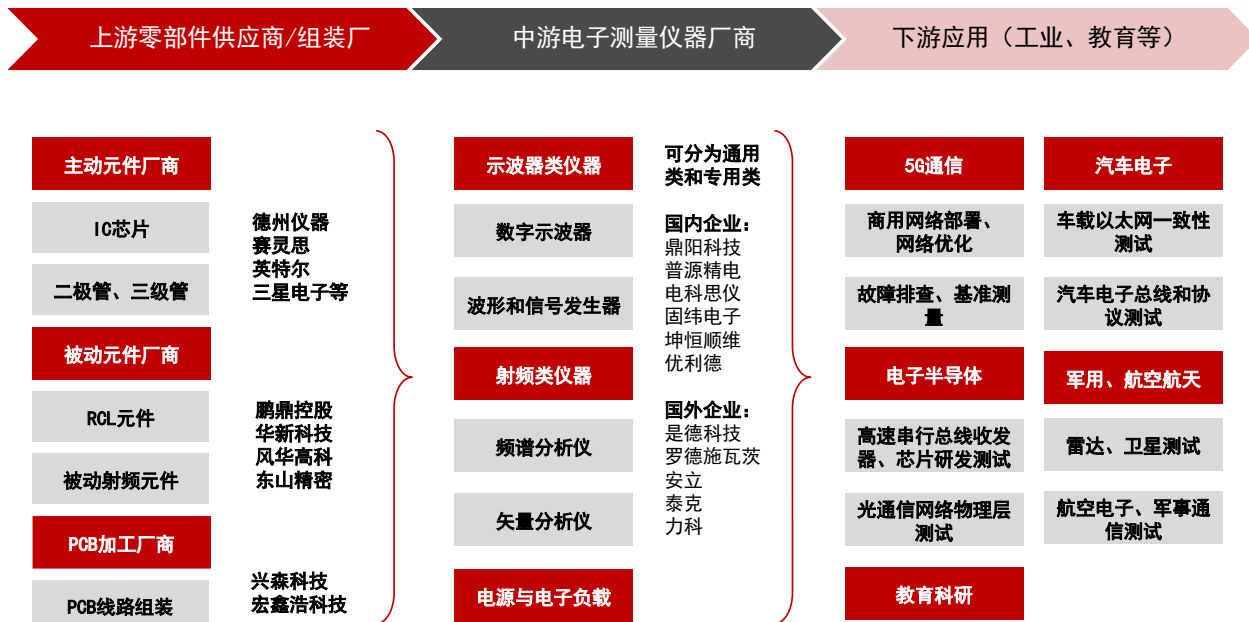 上游零部件供应商/组装厂
中游电子测量仪器厂商
下游应用（工业、教育等）
主动元件厂商
IC芯片
二极管、三级管
德州仪器
赛灵思
英特尔
三星电子等
被动元件厂商
RCL元件
被动射频元件
鹏鼎控股
华新科技
风华高科
东山精密
PCB加工厂商
PCB线路组装
兴森科技
宏鑫浩科技
示波器类仪器
数字示波器
波形和信号发生器
射频类仪器
频谱分析仪
矢量分析仪
电源与电子负载
可分为通用
类和专用类
国内企业：
鼎阳科技
普源精电
电科思仪
固纬电子
坤恒顺维
优利德
国外企业：
是德科技
罗德施瓦茨
安立
泰克
力科
5G通信
商用网络部署、
网络优化
故障排查、基准测
量
电子半导体
高速串行总线收发
器、芯片研发测试
光通信网络物理层
测试
教育科研
汽车电子
车载以太网一致性
测试
汽车电子总线和协
议测试
军用、航空航天
雷达、卫星测试
航空电子、军事通
信测试